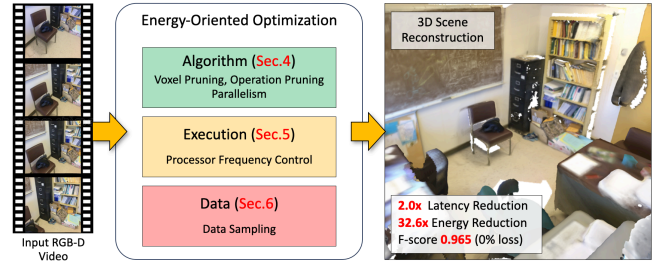 Energy-Oriented Optimization
Algorithm (Sec.4)
Voxel Pruning, Operation Pruning
Parallelism
Execution (Sec.5)
Processor Frequency Control
Data (Sec.6)
Data Sampling
Input RGB-D
Video
3D Scene
Reconstruction
2.0x Latency Reduction
32.6x Energy Reduction
F-score 0.965 (0% loss)